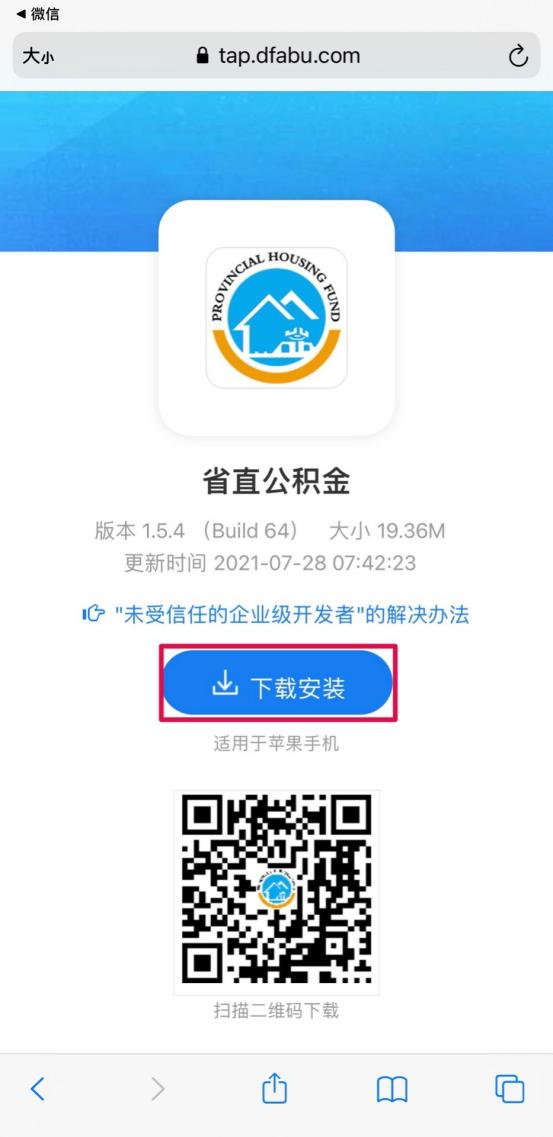 ◀ 微信
大小 tap.dfabu.com
PROVINCIAL HOUSING FUND
省直公积金
版本 1.5.4 （Build 64） 大小 19.36M
更新时间 2021-07-28 07:42:23
"未受信任的企业级开发者"的解决办法
下载安装
适用于苹果手机
扫描二维码下载